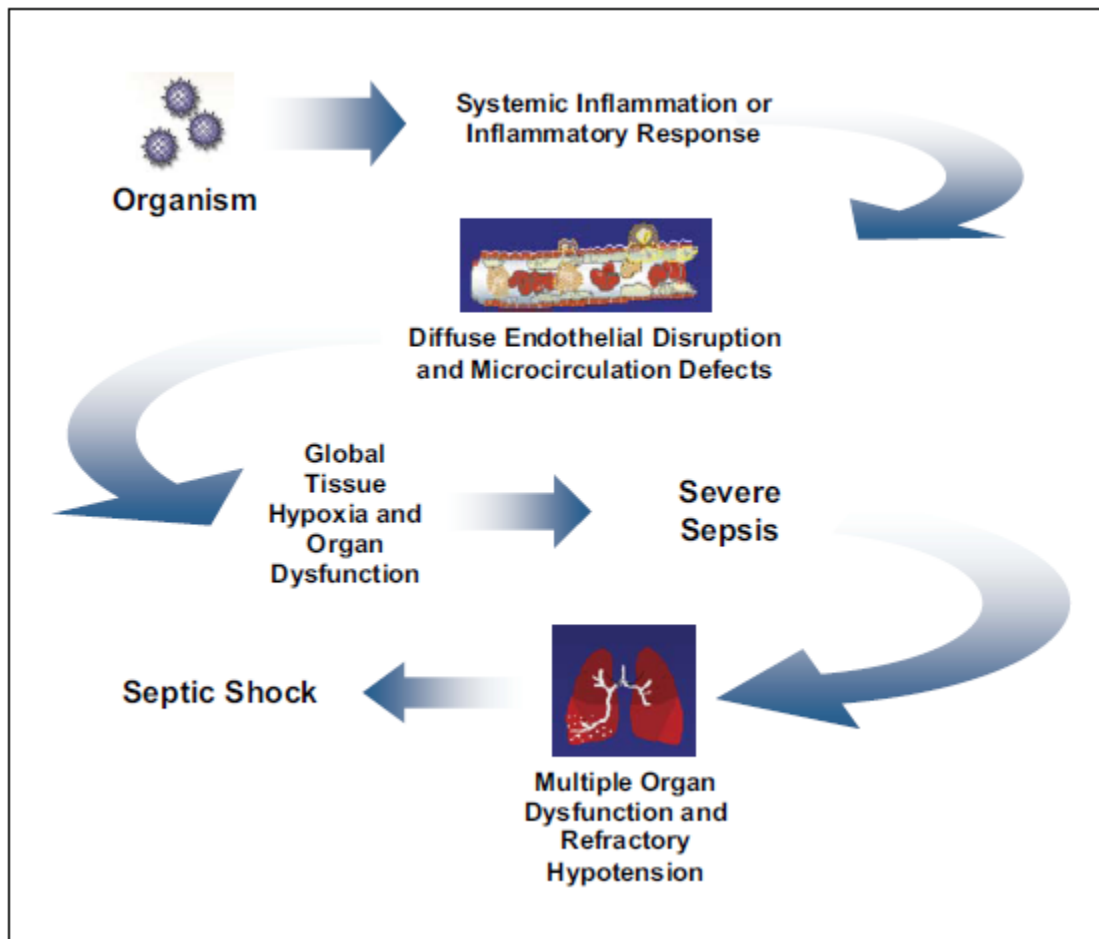 Organism
Systemic Inflammation or
Inflammatory Response
Diffuse Endothelial Disruption
and Microcirculation Defects
Global
Tissue
Hypoxia and
Organ
Dysfunction
Severe
Sepsis
Multiple Organ
Dysfunction and
Refractory
Hypotension
Septic Shock